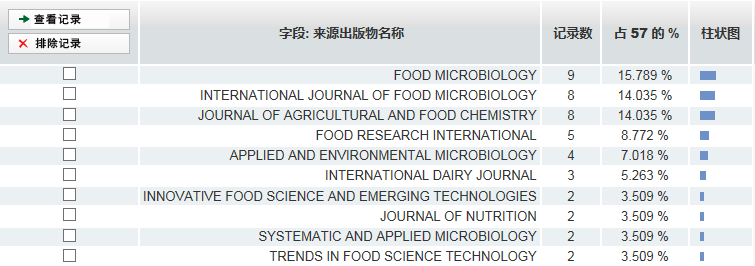 查看记录
排除记录
字段: 来源出版物名称 记录数 占 57 的 % 柱状图
FOOD MICROBIOLOGY 9 15.789 %
INTERNATIONAL JOURNAL OF FOOD MICROBIOLOGY 8 14.035 %
JOURNAL OF AGRICULTURAL AND FOOD CHEMISTRY 8 14.035 %
FOOD RESEARCH INTERNATIONAL 5 8.772 %
APPLIED AND ENVIRONMENTAL MICROBIOLOGY 4 7.018 %
INTERNATIONAL DAIRY JOURNAL 3 5.263 %
INNOVATIVE FOOD SCIENCE AND EMERGING TECHNOLOGIES 2 3.509 %
JOURNAL OF NUTRITION 2 3.509 %
SYSTEMATIC AND APPLIED MICROBIOLOGY 2 3.509 %
TRENDS IN FOOD SCIENCE TECHNOLOGY 2 3.509 %